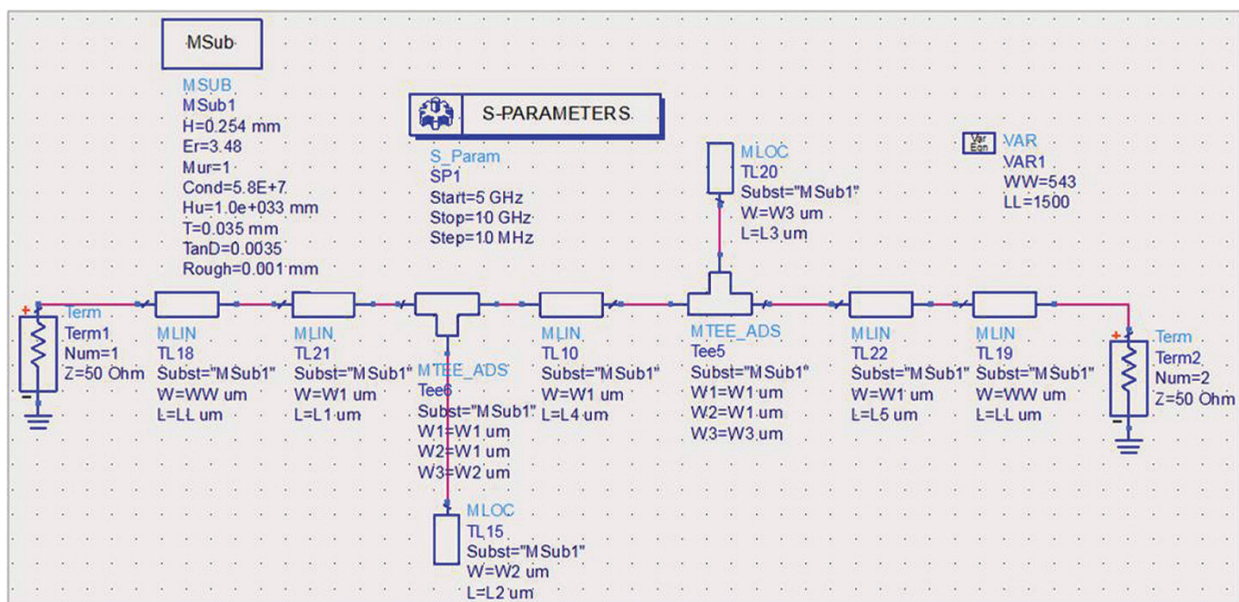 MSub
MSUB
MSub1
H=0.254 mm
Er=3.48
Mur=1
Cond=5.8E+7
Hu=1.0e+033 mm
T=0.035 mm
TanD=0.0035
Rough=0.001 mm
S-PARAMETERS
S_Param
SP1
Start=5 GHz
Stop=10 GHz
Step=10 MHz
MLOC
TL20
Subst="MSub1"
W=W3 um
L=L3 um
Var
Eqn
VAR
VAR1
WW=543
LL=1500
+
Term
Term1
Num=1
Z=50 Ohm
-
MLIN
TL18
Subst="MSub1"
W=WW um
L=LL um
MLIN
TL21
Subst="MSub1"
W=W1 um
L=L1 um
MTEE_ADS
Tee6
Subst="MSub1"
W1=W1 um
W2=W1 um
W3=W2 um
MLOC
TL15
Subst="MSub1"
W=W2 um
L=L2 um
MLIN
TL10
Subst="MSub1"
W=W1 um
L=L4 um
MTEE_ADS
Tee5
Subst="MSub1"
W1=W1 um
W2=W1 um
W3=W3 um
MLIN
TL22
Subst="MSub1"
W=W1 um
L=L5 um
MLIN
TL19
Subst="MSub1"
W=WW um
L=LL um
+
Term
Term2
Num=2
Z=50 Ohm
-